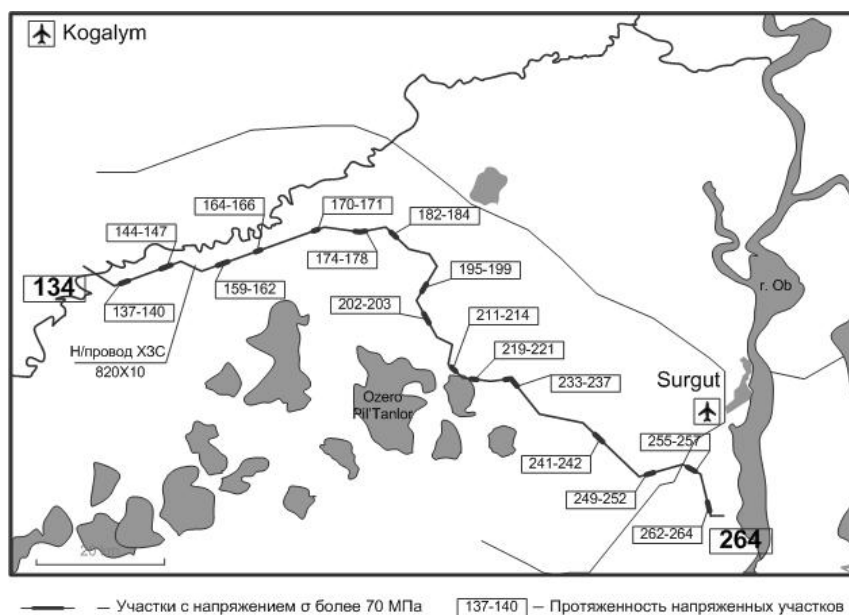 Kogalym
164-166
170-171
182-184
144-147
174-178
134
195-199
r. Ob
137-140
159-162
202-203
211-214
Н/провод ХЗС
820X10
219-221
233-237
Surgut
Ozero
Pil'Tanlor
241-242
255-257
249-252
262-264
264
— Участки с напряжением σ более 70 МПа
137-140 — Протяженность напряженных участков